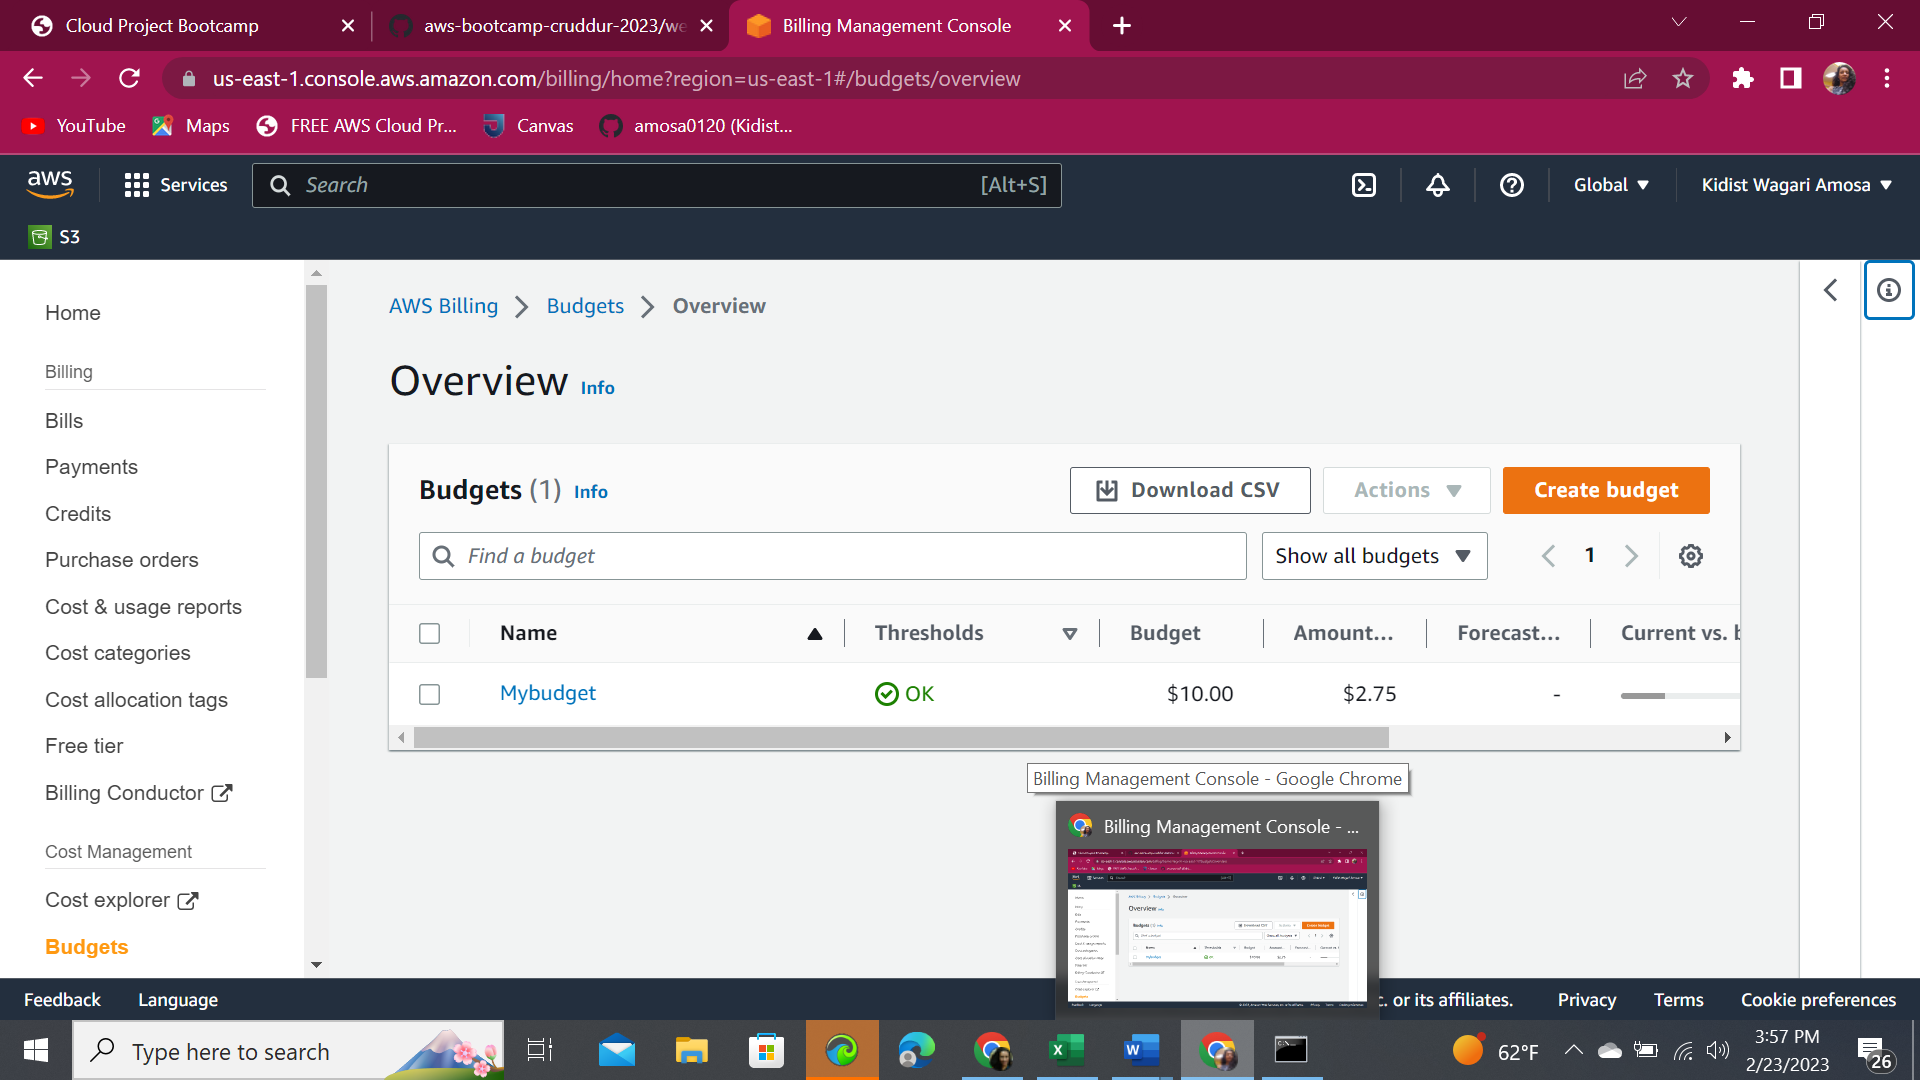 Cloud Project Bootcamp
aws-bootcamp-cruddur-2023/we
Billing Management Console
us-east-1.console.aws.amazon.com/billing/home?region=us-east-1#/budgets/overview
YouTube
Maps
FREE AWS Cloud Pr...
Canvas
amosa0120 (Kidist...
aws
Services
Search
[Alt+S]
Global
Kidist Wagari Amosa
S3
Home
Billing
Bills
Payments
Credits
Purchase orders
Cost & usage reports
Cost categories
Cost allocation tags
Free tier
Billing Conductor
Cost Management
Cost explorer
Budgets
AWS Billing
Budgets
Overview
Overview Info
Budgets (1) Info
Download CSV
Actions
Create budget
Find a budget
Show all budgets
1
Name
Thresholds
Budget
Amount...
Forecast...
Current vs. b
Mybudget
OK
$10.00
$2.75
-
Billing Management Console - Google Chrome
Billing Management Console - ...
Feedback
Language
. or its affiliates.
Privacy
Terms
Cookie preferences
Type here to search
62°F
3:57 PM
2/23/2023
26